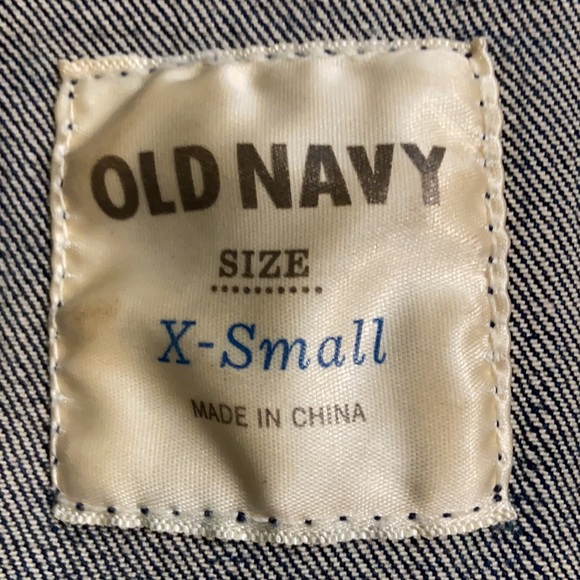 OLD NAVY
SIZE
X-Small
MADE IN CHINA